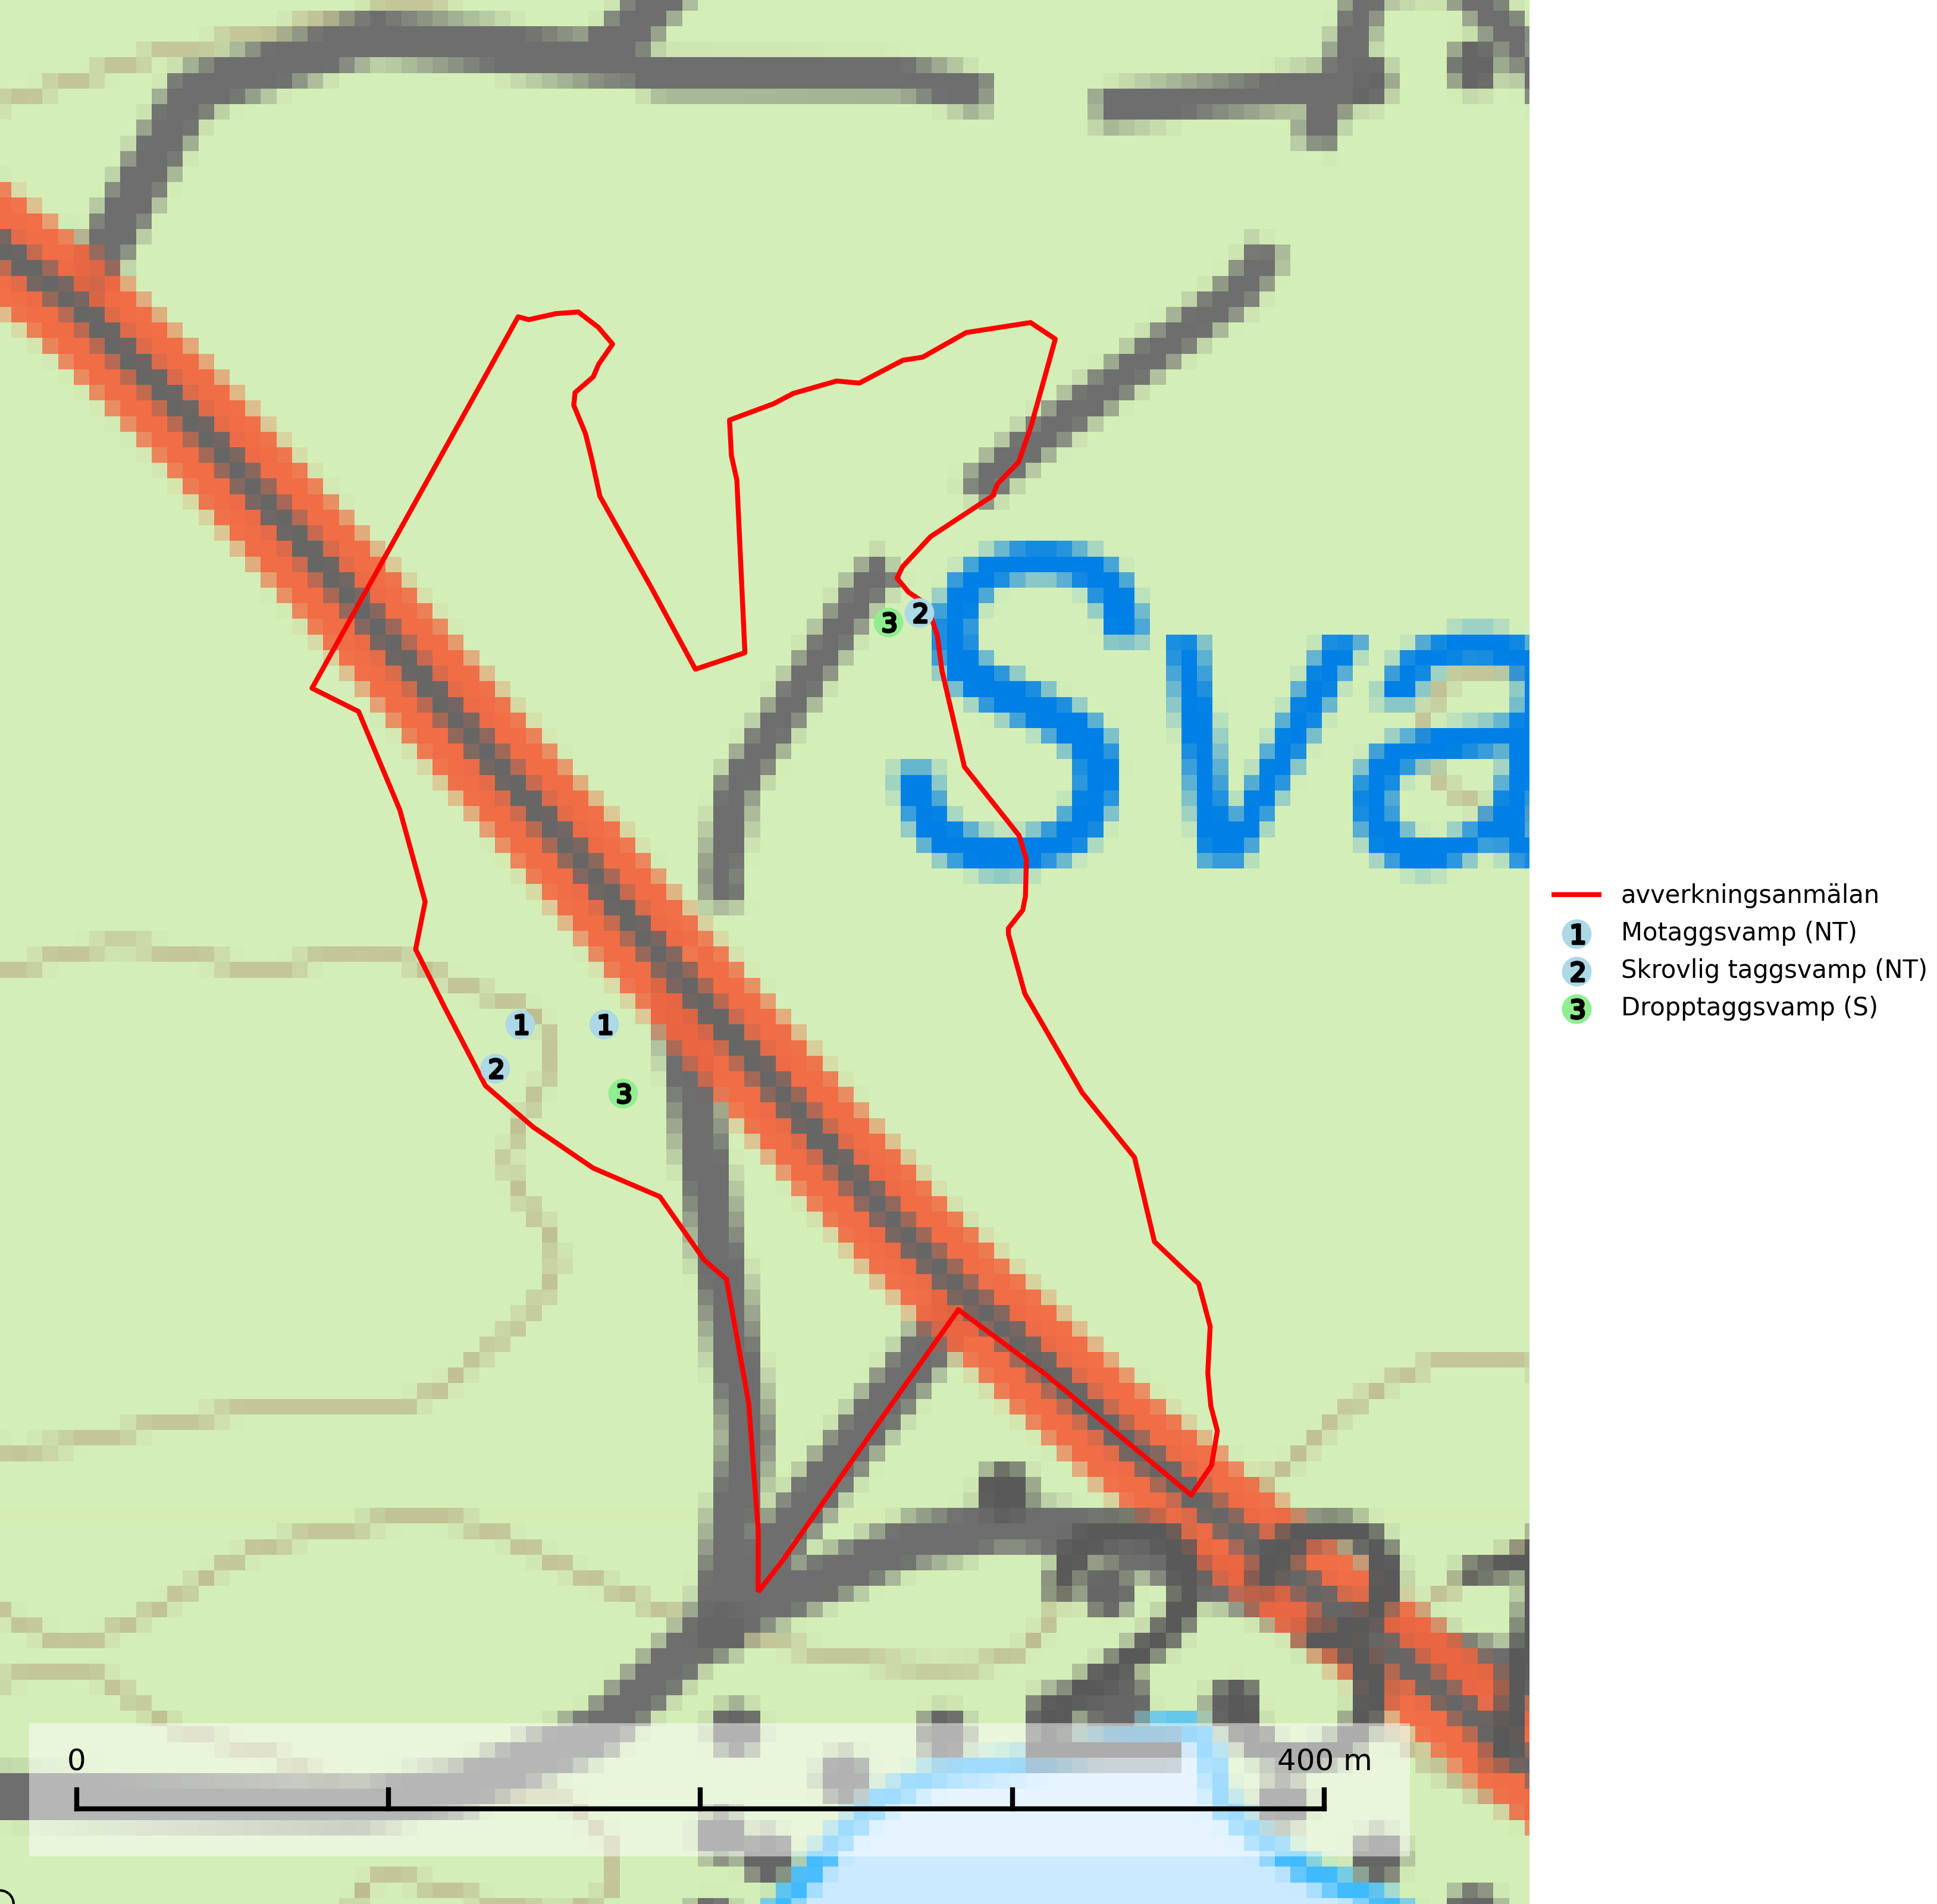 3 2
Sva
avverkningsanmälan
1 Motaggsvamp (NT)
2 Skrovlig taggsvamp (NT)
3 Dropptaggsvamp (S)
1 1
2
3
0 400 m